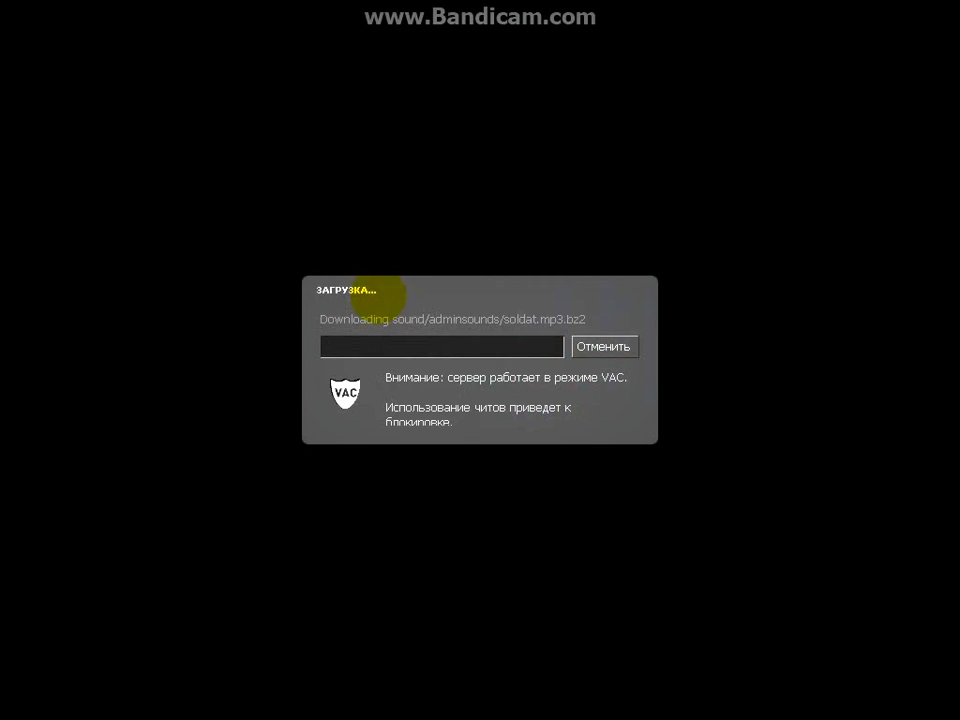 www.Bandicam.com
ЗАГРУЗКА...
Downloading sound/adminsounds/soldat.mp3.bz2
Отменить
VAC
Внимание: сервер работает в режиме VAC.
Использование читов приведет к
блокировке.